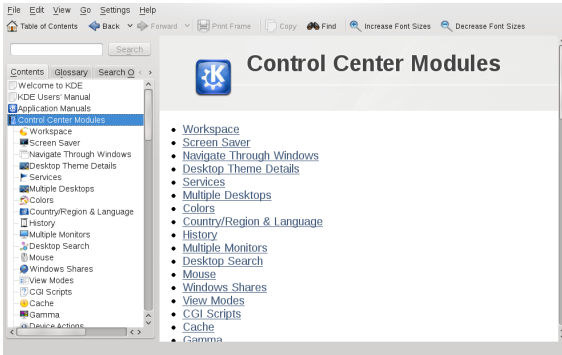 File Edit View Go Settings Help
Table of Contents Back Forward Print Frame Copy Find Increase Font Sizes Decrease Font Sizes
Search
Contents Glossary Search O
Welcome to KDE
KDE Users' Manual
Application Manuals
Control Center Modules
Workspace
Screen Saver
Navigate Through Windows
Desktop Theme Details
Services
Multiple Desktops
Colors
Country/Region & Language
History
Multiple Monitors
Desktop Search
Mouse
Windows Shares
View Modes
CGI Scripts
Cache
Gamma
Device Actions
Control Center Modules
Workspace
Screen Saver
Navigate Through Windows
Desktop Theme Details
Services
Multiple Desktops
Colors
Country/Region & Language
History
Multiple Monitors
Desktop Search
Mouse
Windows Shares
View Modes
CGI Scripts
Cache
Gamma